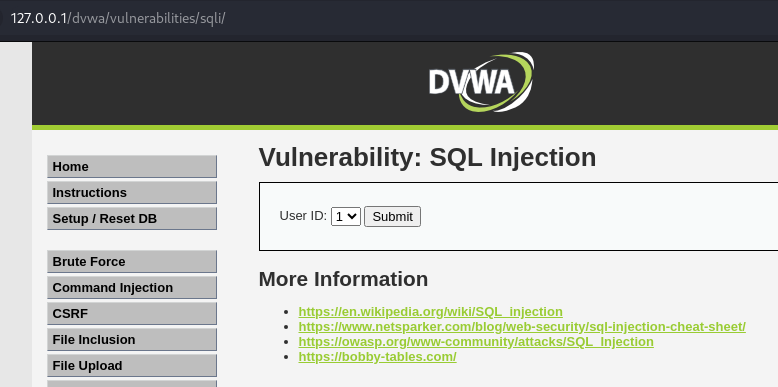 127.0.0.1/dvwa/vulnerabilities/sqli/
DVWA
Home
Instructions
Setup / Reset DB
Brute Force
Command Injection
CSRF
File Inclusion
File Upload
Vulnerability: SQL Injection
User ID: 1 Submit
More Information
https://en.wikipedia.org/wiki/SQL_injection
https://www.netsparker.com/blog/web-security/sql-injection-cheat-sheet/
https://owasp.org/www-community/attacks/SQL_Injection
https://bobby-tables.com/